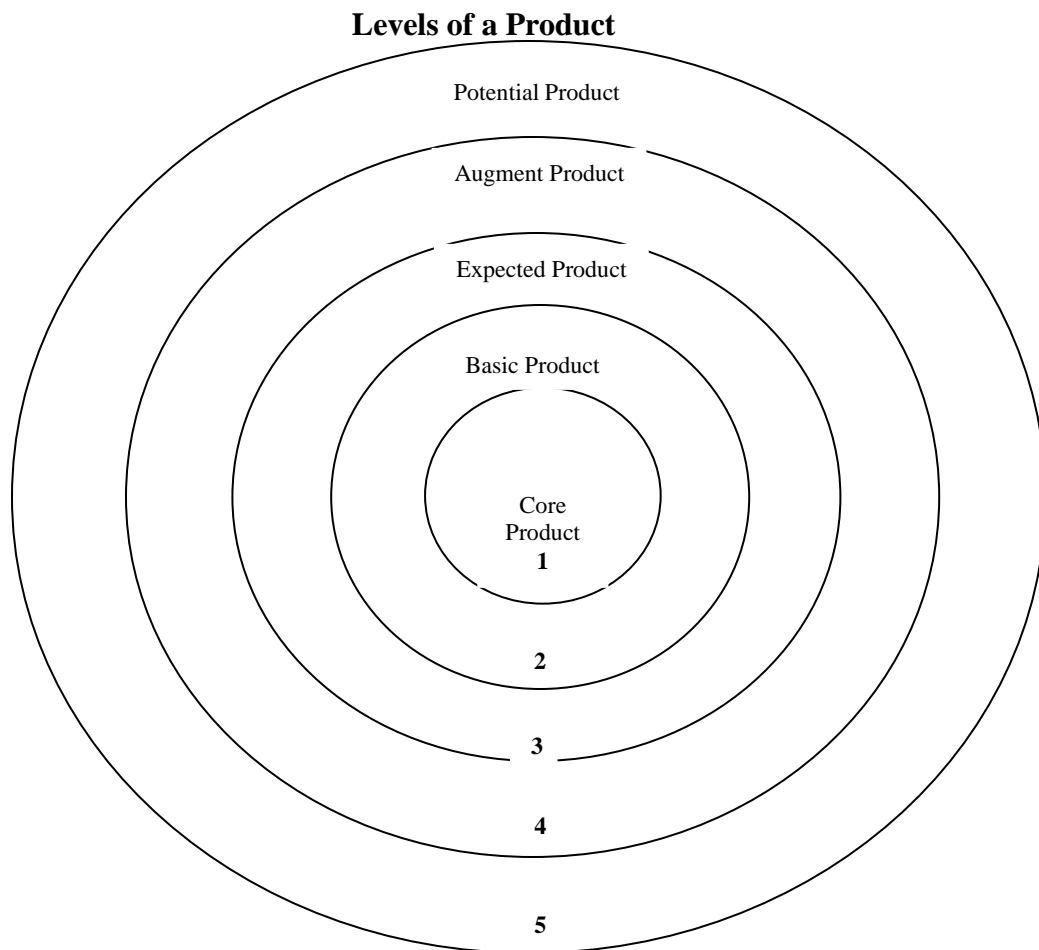 Levels of a Product
Potential Product
Augment Product
Expected Product
Basic Product
Core
Product
1
2
3
4
5